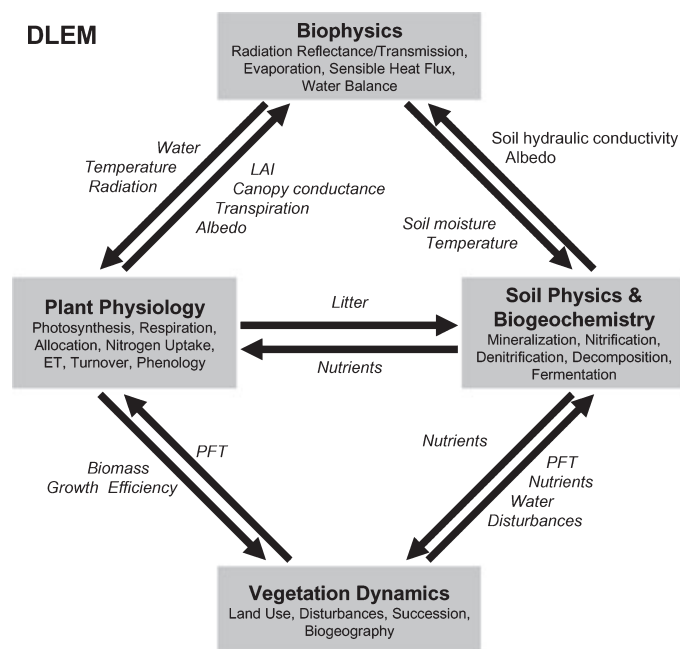 DLEM
Biophysics
Radiation Reflectance/Transmission,
Evaporation, Sensible Heat Flux,
Water Balance
Water
Temperature
Radiation
LAI
Canopy conductance
Transpiration
Albedo
Soil hydraulic conductivity
Albedo
Soil moisture
Temperature
Plant Physiology
Photosynthesis, Respiration,
Allocation, Nitrogen Uptake,
ET, Turnover, Phenology
Litter
Nutrients
Soil Physics &
Biogeochemistry
Mineralization, Nitrification,
Denitrification, Decomposition,
Fermentation
Biomass
Growth Efficiency
PFT
Nutrients
PFT
Nutrients
Water
Disturbances
Vegetation Dynamics
Land Use, Disturbances, Succession,
Biogeography